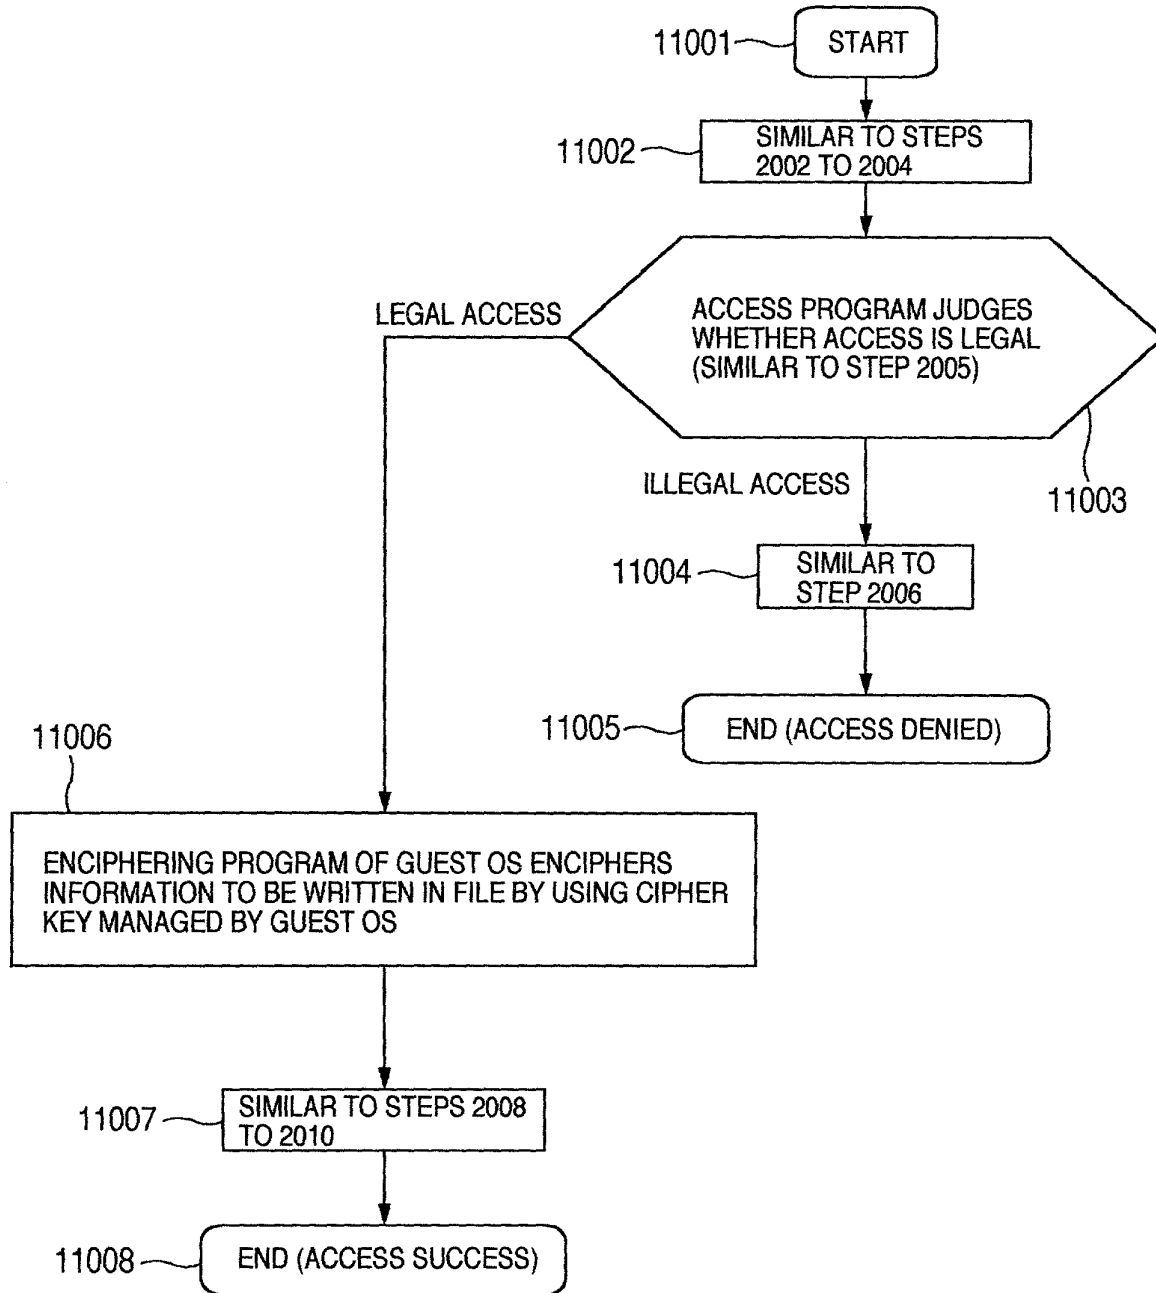 11001
START
11002
SIMILAR TO STEPS
2002 TO 2004
LEGAL ACCESS
ACCESS PROGRAM JUDGES
WHETHER ACCESS IS LEGAL
(SIMILAR TO STEP 2005)
11003
ILLEGAL ACCESS
11004
SIMILAR TO
STEP 2006
11005
END (ACCESS DENIED)
11006
ENCIPHERING PROGRAM OF GUEST OS ENCIPHERS
INFORMATION TO BE WRITTEN IN FILE BY USING CIPHER
KEY MANAGED BY GUEST OS
11007
SIMILAR TO STEPS 2008
TO 2010
11008
END (ACCESS SUCCESS)